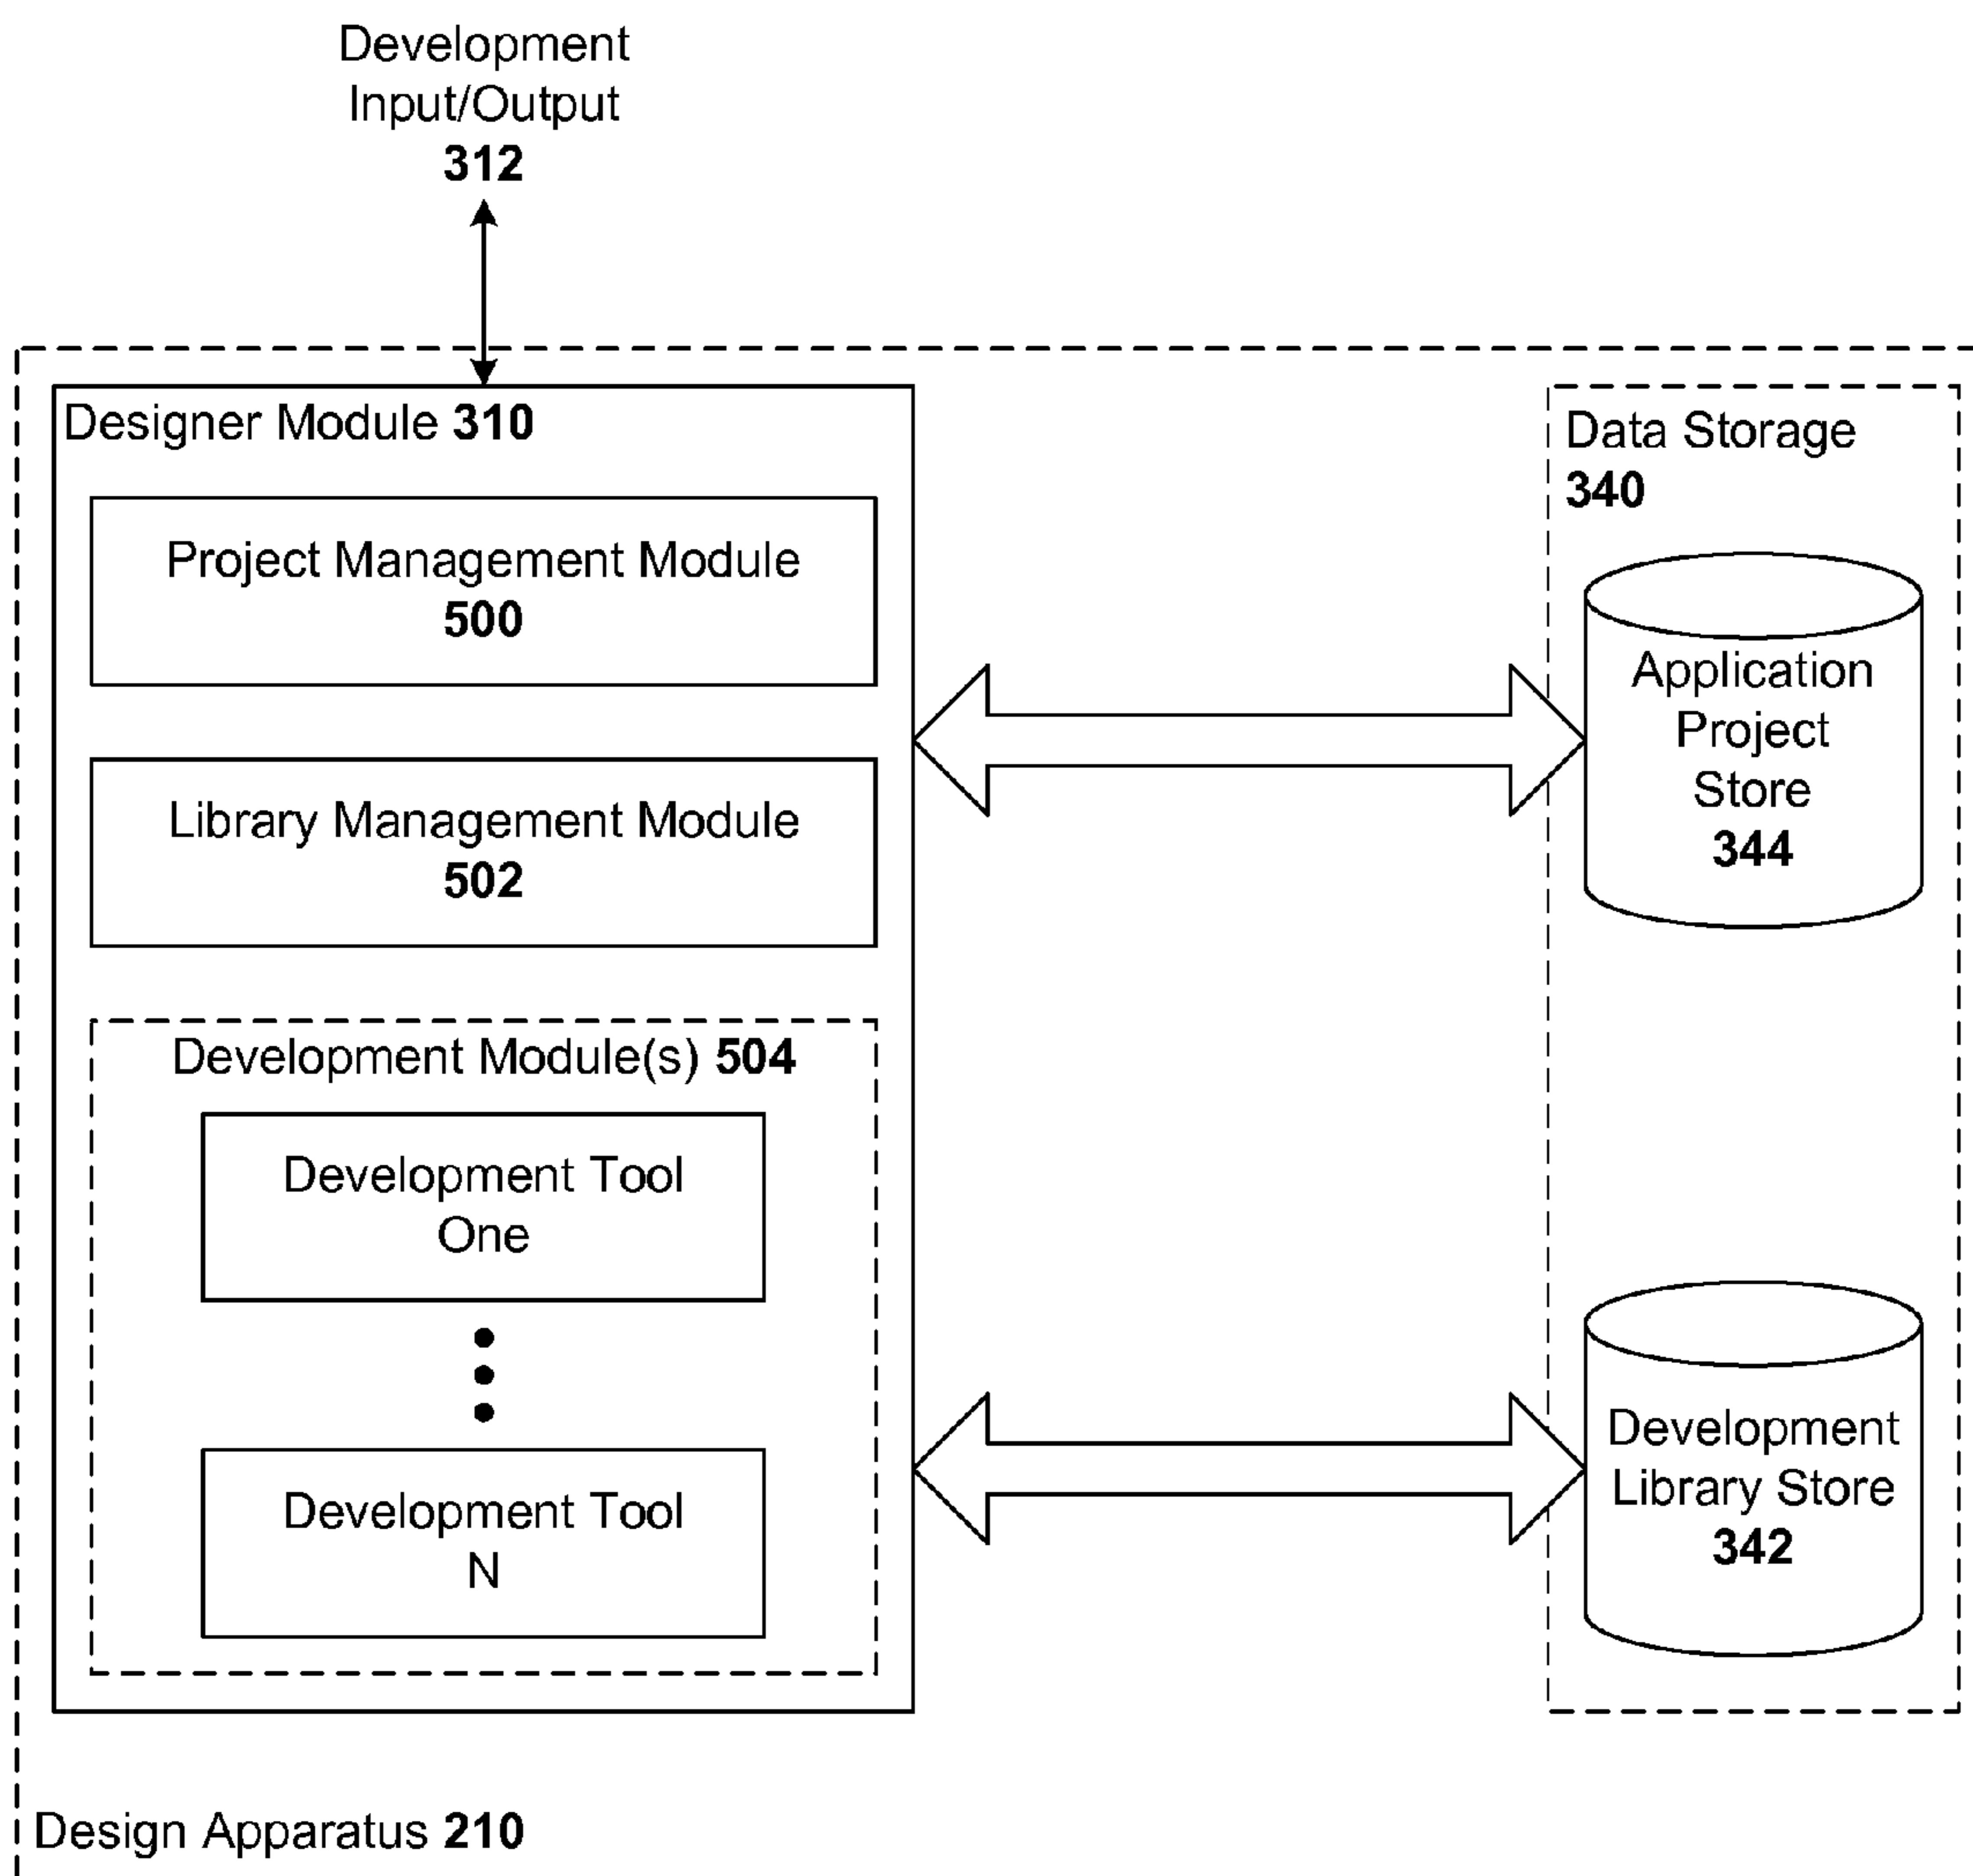 Development
Input/Output
312
Designer Module 310
Project Management Module
500
Library Management Module
502
Development Module(s) 504
Development Tool
One
Development Tool
N
Data Storage
340
Application
Project
Store
344
Development
Library Store
342
Design Apparatus 210